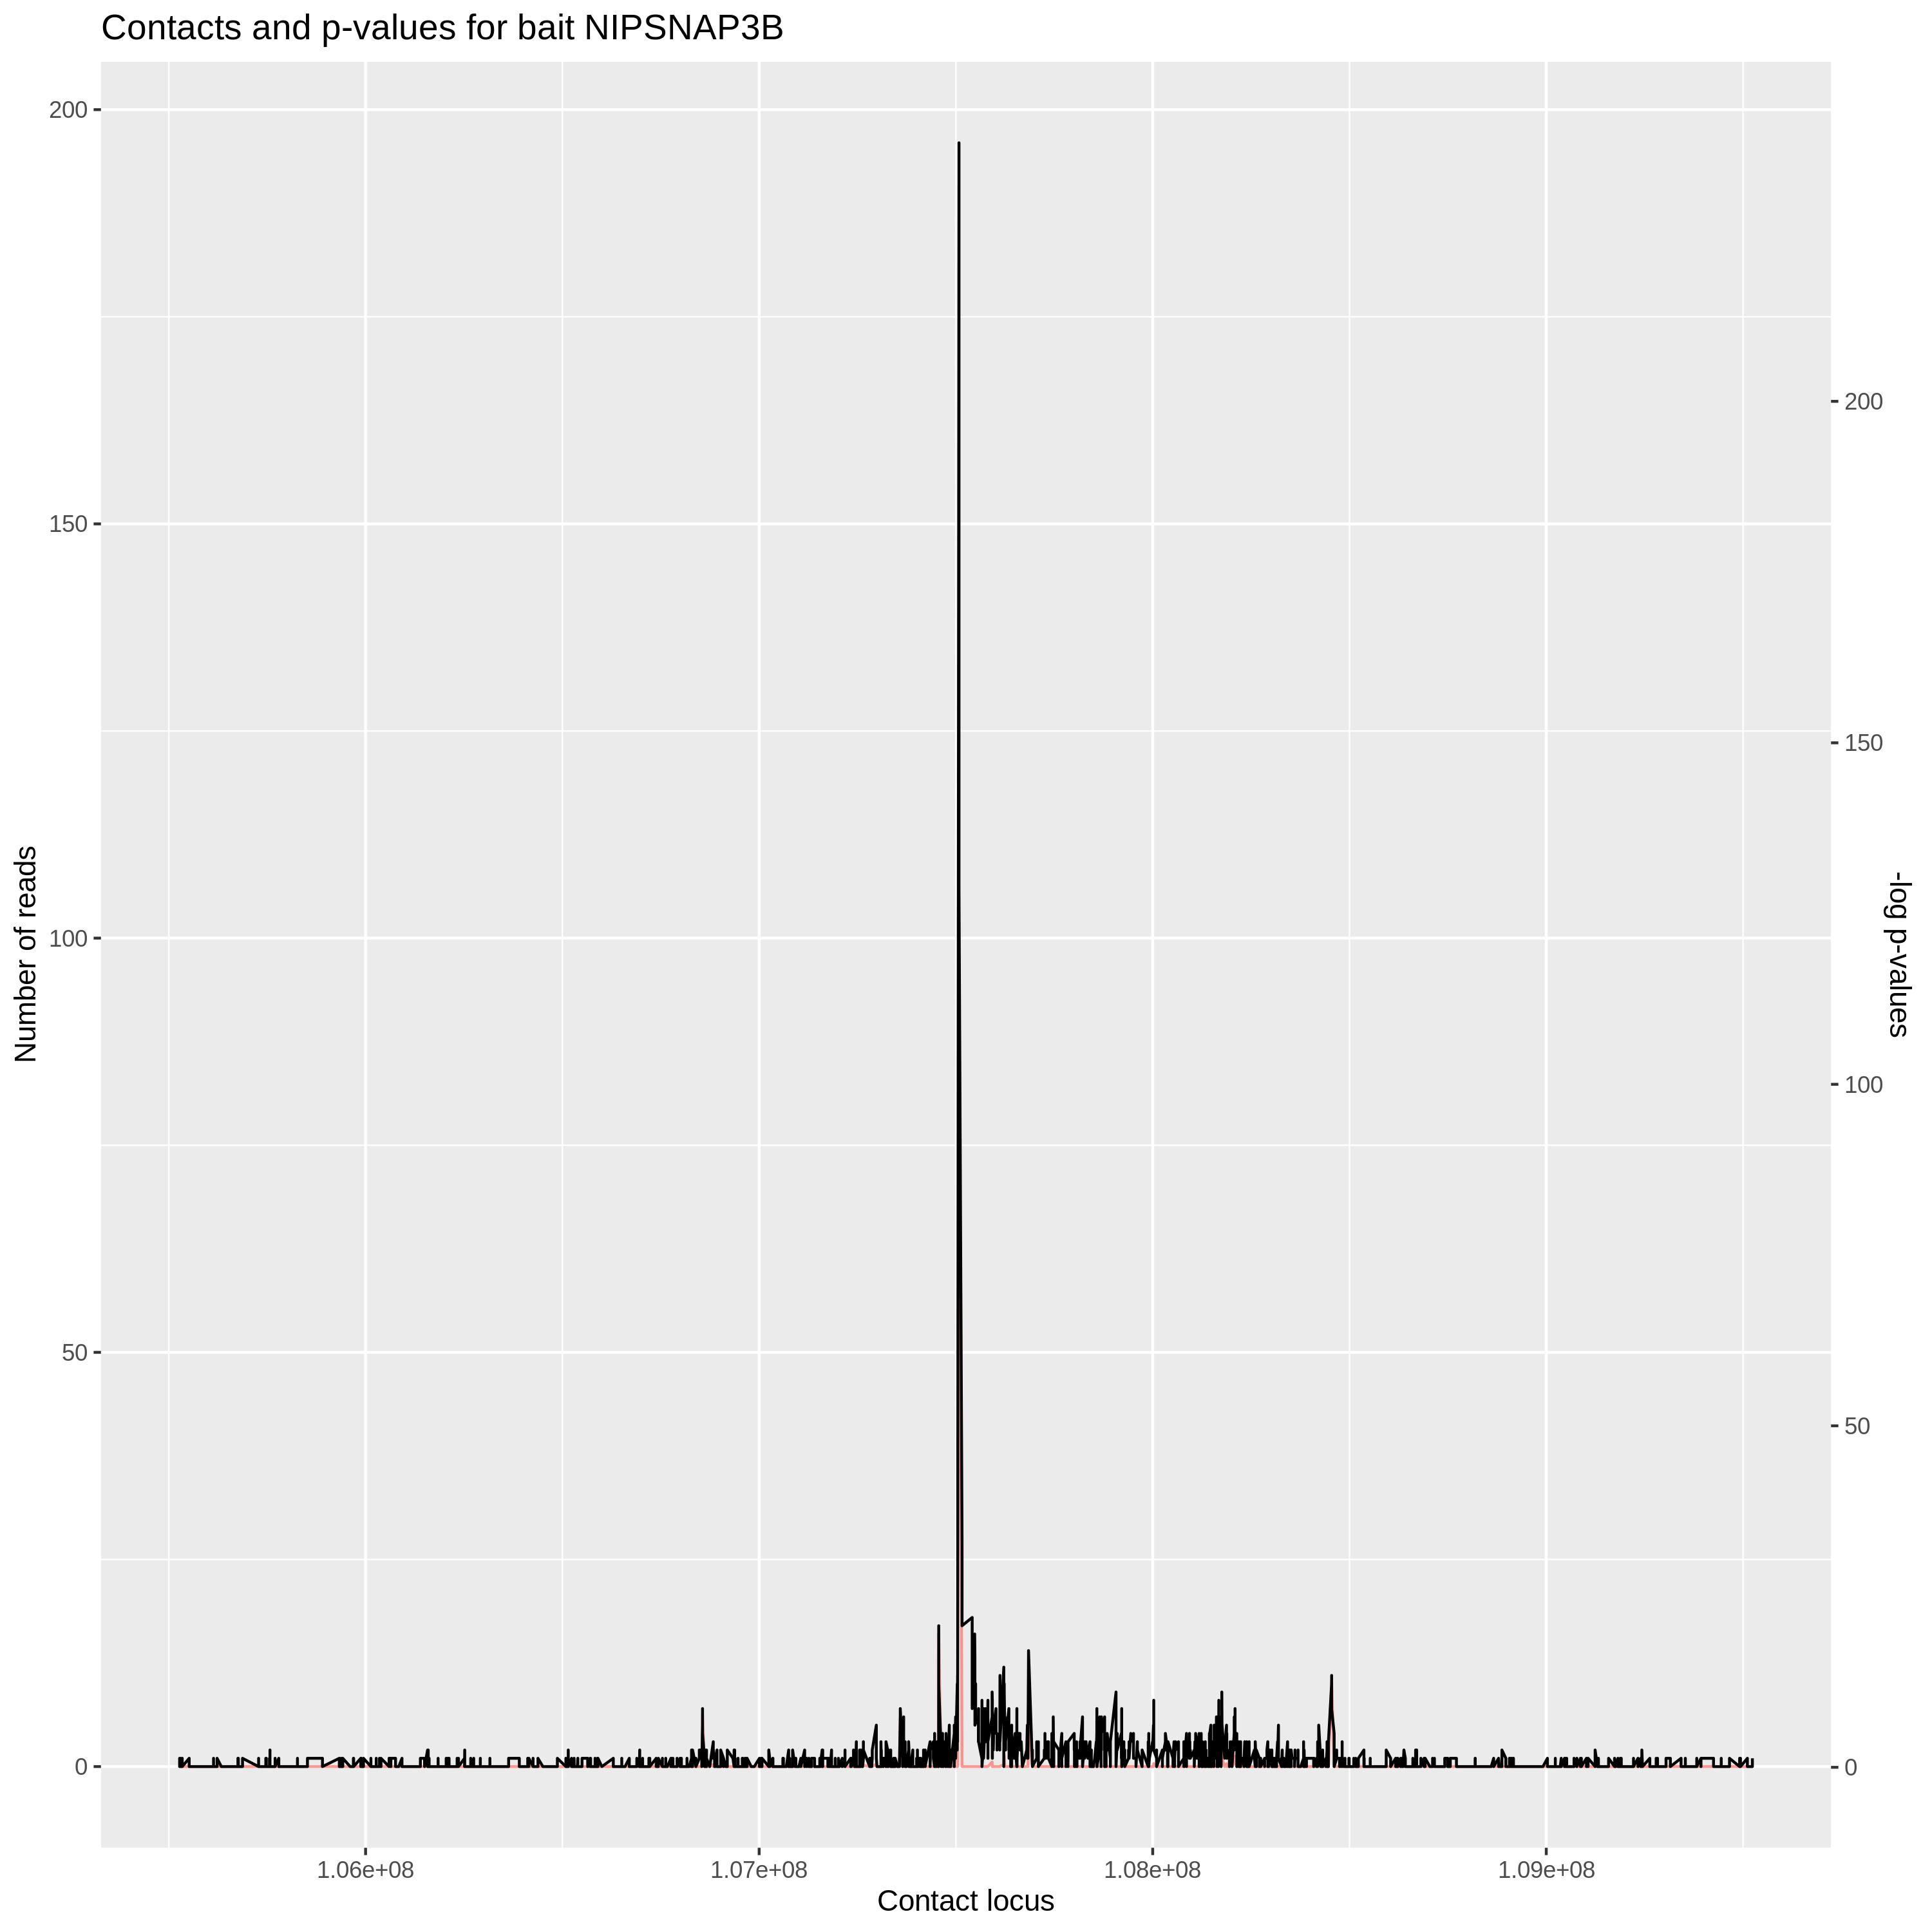 Contacts and p-values for bait NIPSNAP3B
200
150
100
50
0
Number of reads
200
150
100
50
0
-log p-values
1.06e+08
1.07e+08
1.08e+08
1.09e+08
Contact locus